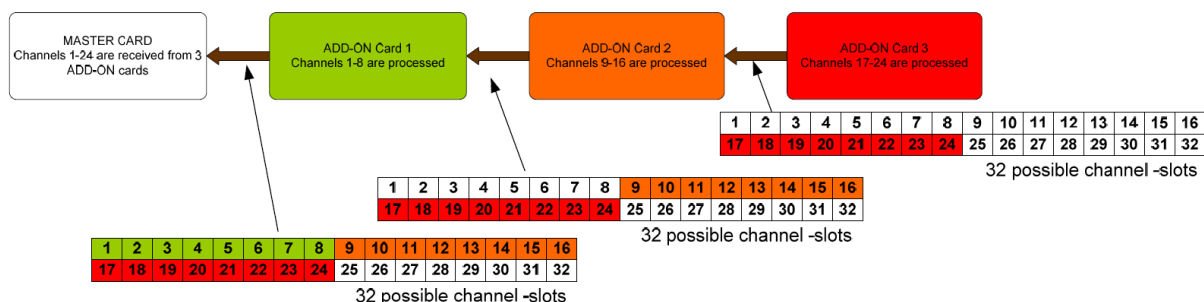 MASTER CARD
Channels 1-24 are received from 3
ADD-ON cards
ADD-ON Card 1
Channels 1-8 are processed
ADD-ON Card 2
Channels 9-16 are processed
ADD-ON Card 3
Channels 17-24 are processed
1 2 3 4 5 6 7 8 9 10 11 12 13 14 15 16
17 18 19 20 21 22 23 24 25 26 27 28 29 30 31 32
32 possible channel -slots
1 2 3 4 5 6 7 8 9 10 11 12 13 14 15 16
17 18 19 20 21 22 23 24 25 26 27 28 29 30 31 32
32 possible channel -slots
1 2 3 4 5 6 7 8 9 10 11 12 13 14 15 16
17 18 19 20 21 22 23 24 25 26 27 28 29 30 31 32
32 possible channel -slots